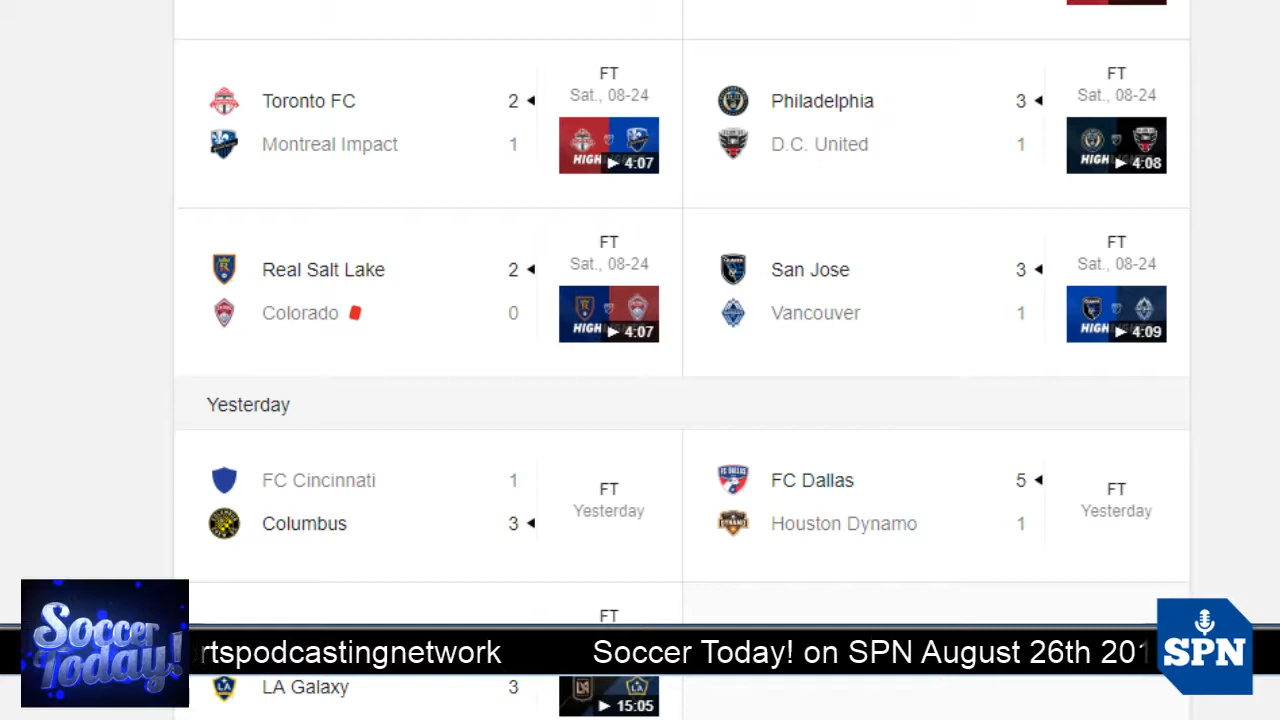 FT
Toronto FC 2
Sat., 08-24
Montreal Impact 1
HIGHL
4:07
FT
Philadelphia 3
Sat., 08-24
D.C. United 1
HIGHL
4:08
FT
Real Salt Lake 2
Sat., 08-24
Colorado 0
HIGHL
4:07
FT
San Jose 3
Sat., 08-24
Vancouver 1
HIGHL
4:09
Yesterday
FC Cincinnati 1
Columbus 3
FT
Yesterday
FC Dallas 5
Houston Dynamo 1
FT
Yesterday
FT
Soccer Today!
rtspodcastingnetwork Soccer Today! on SPN August 26th 201
SPN
LA Galaxy 3
15:05